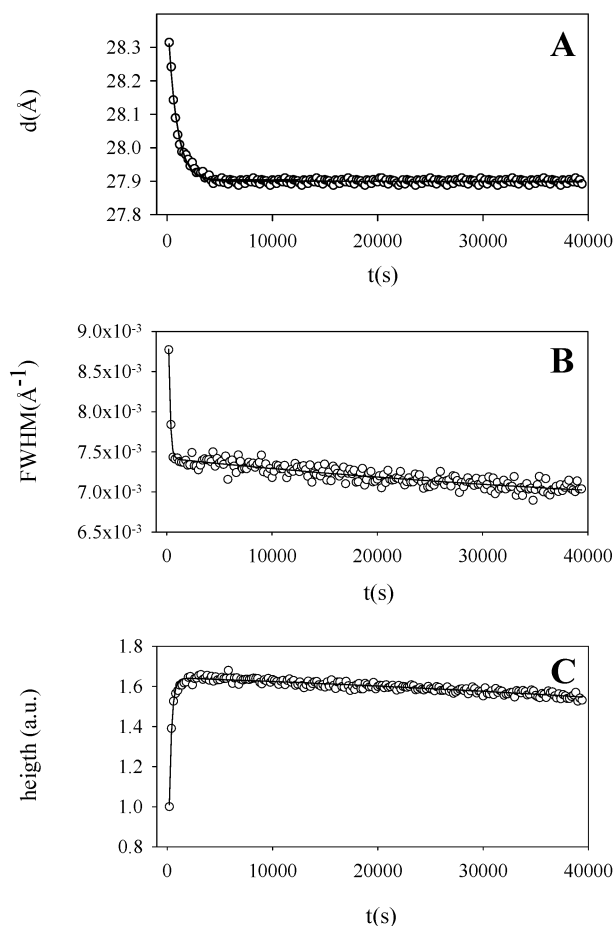 A
28.3
28.2
28.1
28.0
27.9
27.8
d(Å)
0 10000 20000 30000 40000
t(s)
B
9.0x10⁻³
8.5x10⁻³
8.0x10⁻³
7.5x10⁻³
7.0x10⁻³
6.5x10⁻³
FWHM(Å⁻¹)
0 10000 20000 30000 40000
t(s)
C
1.8
1.6
1.4
1.2
1.0
0.8
heigth (a.u.)
0 10000 20000 30000 40000
t(s)